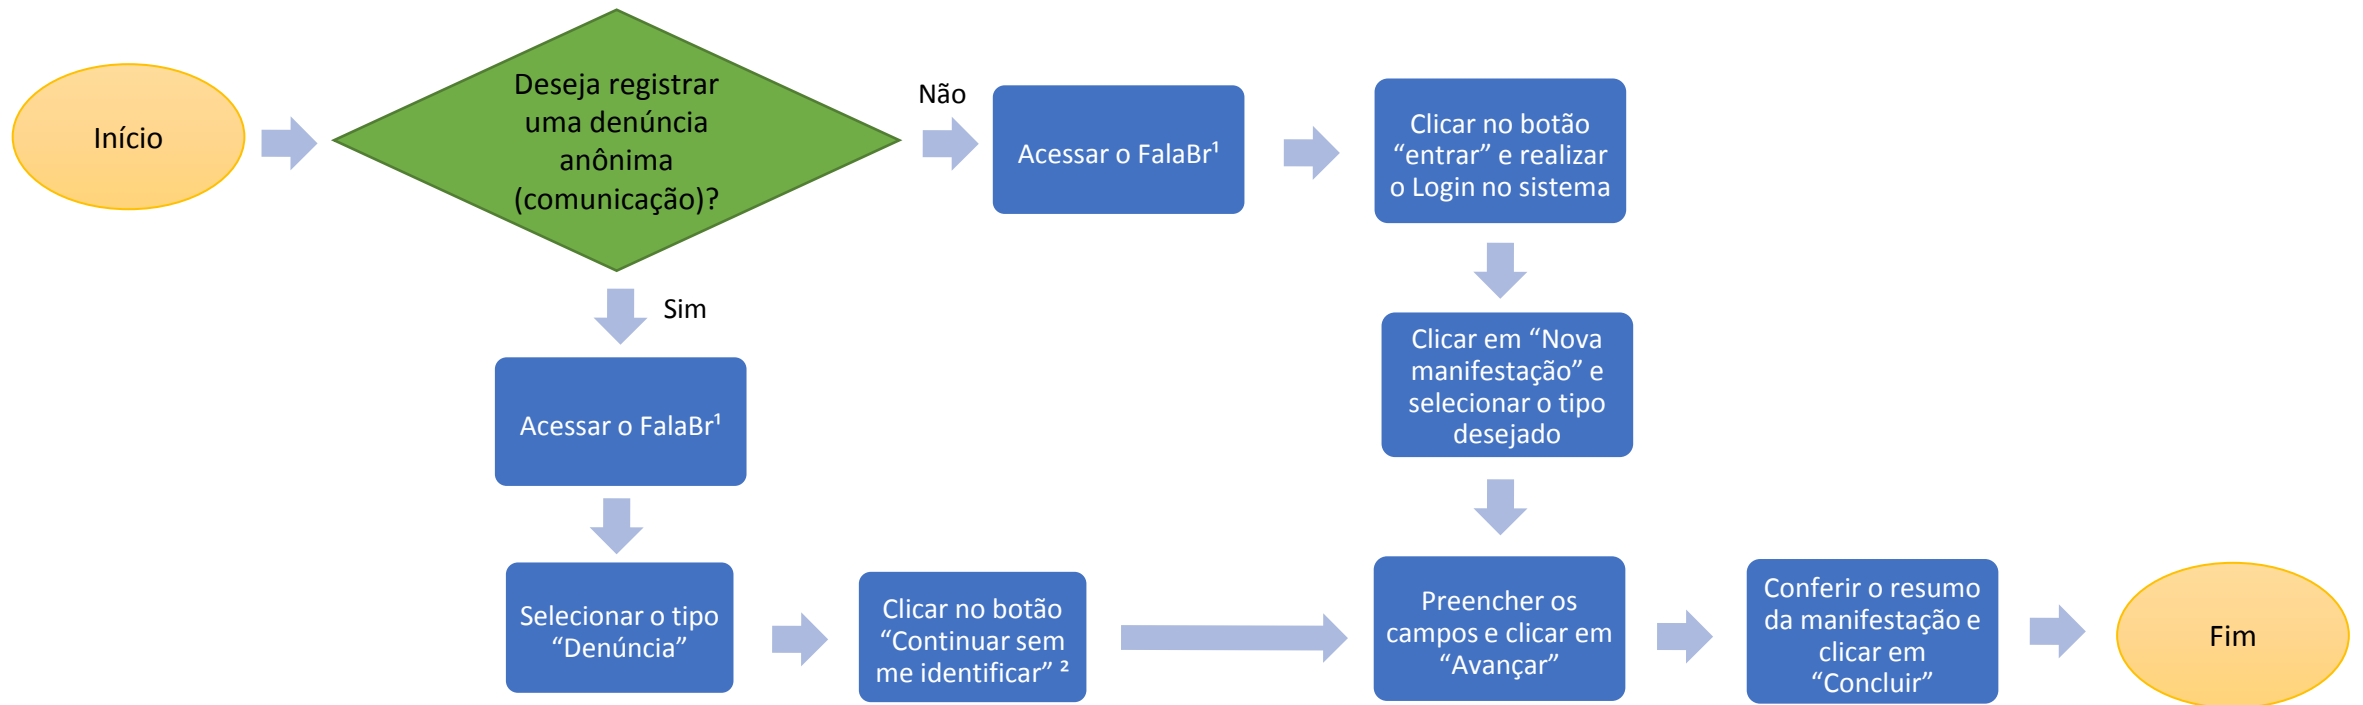 Início
Deseja registrar
uma denúncia
anônima
(comunicação)?
Não
Acessar o FalaBr¹
Clicar no botão
“entrar” e realizar
o Login no sistema
Sim
Clicar em “Nova
manifestação” e
selecionar o tipo
desejado
Acessar o FalaBr¹
Selecionar o tipo
“Denúncia”
Clicar no botão
“Continuar sem
me identificar” ²
Preencher os
campos e clicar em
“Avançar”
Conferir o resumo
da manifestação e
clicar em
“Concluir”
Fim